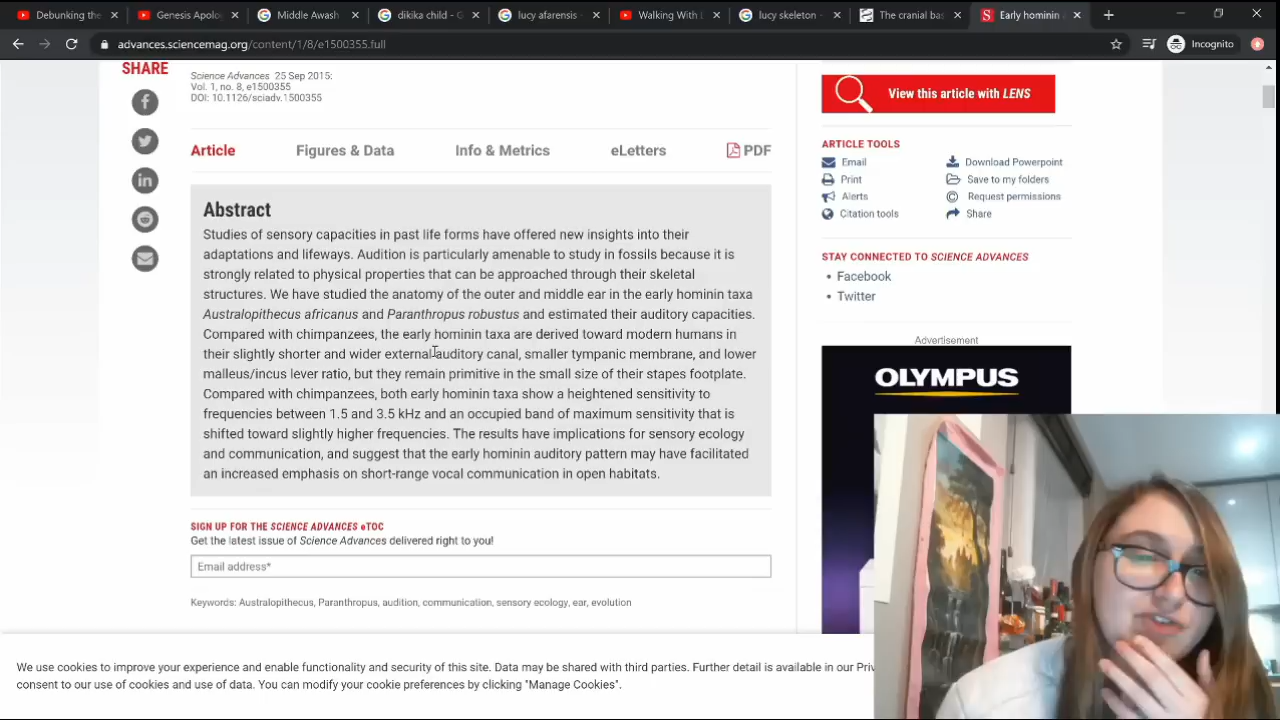 Debunking the
Genesis Apolo
Middle Awash
dikika child - G
lucy afarensis -
Walking With
lucy skeleton -
The cranial bas
Early hominin
advances.sciencemag.org/content/1/8/e1500355.full
Incognito
SHARE
Science Advances 25 Sep 2015:
Vol. 1, no. 8, e1500355
DOI: 10.1126/sciadv.1500355
Article
Figures & Data
Info & Metrics
eLetters
PDF
Abstract
Studies of sensory capacities in past life forms have offered new insights into their
adaptations and lifeways. Audition is particularly amenable to study in fossils because it is
strongly related to physical properties that can be approached through their skeletal
structures. We have studied the anatomy of the outer and middle ear in the early hominin taxa
Australopithecus africanus and Paranthropus robustus and estimated their auditory capacities.
Compared with chimpanzees, the early hominin taxa are derived toward modern humans in
their slightly shorter and wider external auditory canal, smaller tympanic membrane, and lower
malleus/incus lever ratio, but they remain primitive in the small size of their stapes footplate.
Compared with chimpanzees, both early hominin taxa show a heightened sensitivity to
frequencies between 1.5 and 3.5 kHz and an occupied band of maximum sensitivity that is
shifted toward slightly higher frequencies. The results have implications for sensory ecology
and communication, and suggest that the early hominin auditory pattern may have facilitated
an increased emphasis on short-range vocal communication in open habitats.
SIGN UP FOR THE SCIENCE ADVANCES eTOC
Get the latest issue of Science Advances delivered right to you!
Email address*
Keywords: Australopithecus, Paranthropus, audition, communication, sensory ecology, ear, evolution
View this article with LENS
ARTICLE TOOLS
Email
Download Powerpoint
Print
Save to my folders
Alerts
Request permissions
Citation tools
Share
STAY CONNECTED TO SCIENCE ADVANCES
• Facebook
• Twitter
Advertisement
OLYMPUS
We use cookies to improve your experience and enable functionality and security of this site. Data may be shared with third parties. Further detail is available in our Priv
consent to our use of cookies and use of data. You can modify your cookie preferences by clicking "Manage Cookies".